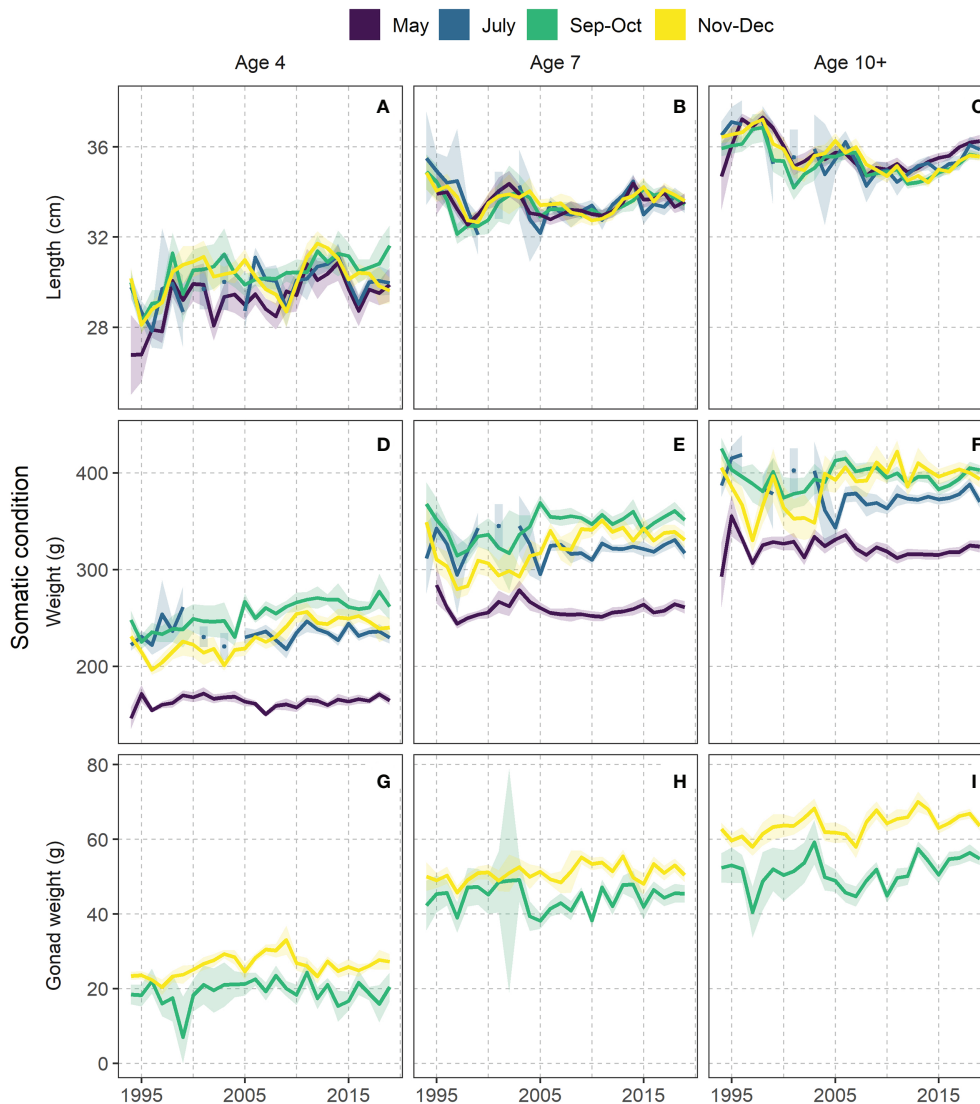 May July Sep-Oct Nov-Dec
Age 4 Age 7 Age 10+
A B C
36
32
28
Length (cm)
D E F
400
300
200
Somatic condition
Weight (g)
G H I
80
60
40
20
0
Gonad weight (g)
1995 2005 2015 1995 2005 2015 1995 2005 2015